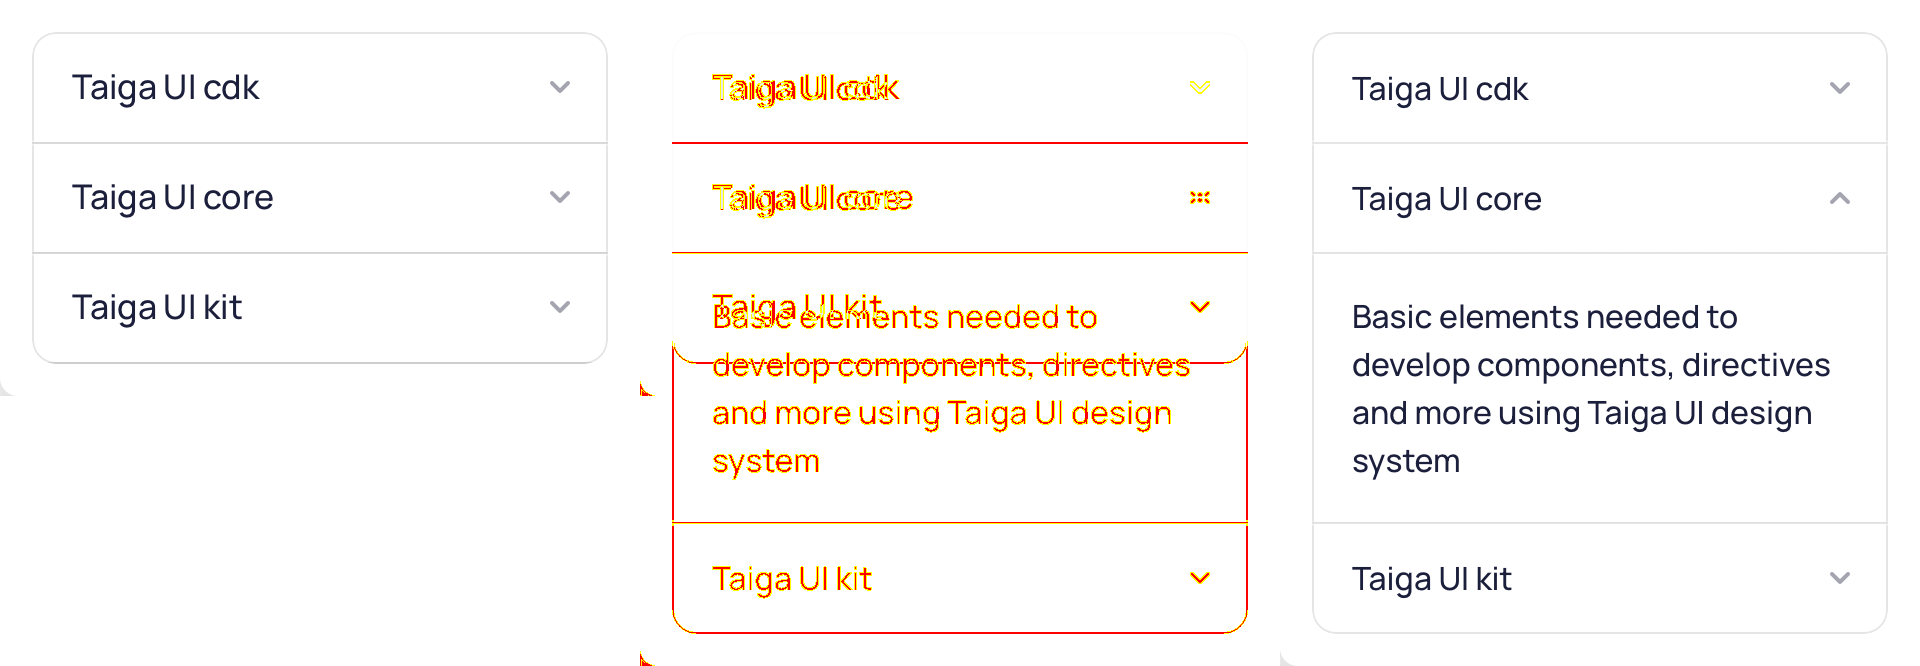 Taiga UI cdk
Taiga UI core
Taiga UI kit
Taiga UI cdk
Taiga UI core
Taiga UI kit
Basic elements needed to
develop components, directives
and more using Taiga UI design
system
Taiga UI kit
Taiga UI cdk
Taiga UI core
Basic elements needed to
develop components, directives
and more using Taiga UI design
system
Taiga UI kit